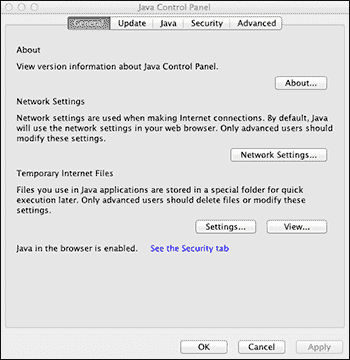 Java Control Panel
General Update Java Security Advanced
About
View version information about Java Control Panel.
About...
Network Settings
Network settings are used when making Internet connections. By default, Java
will use the network settings in your web browser. Only advanced users should
modify these settings.
Network Settings...
Temporary Internet Files
Files you use in Java applications are stored in a special folder for quick
execution later. Only advanced users should delete files or modify these
settings.
Settings... View...
Java in the browser is enabled. See the Security tab
OK Cancel Apply